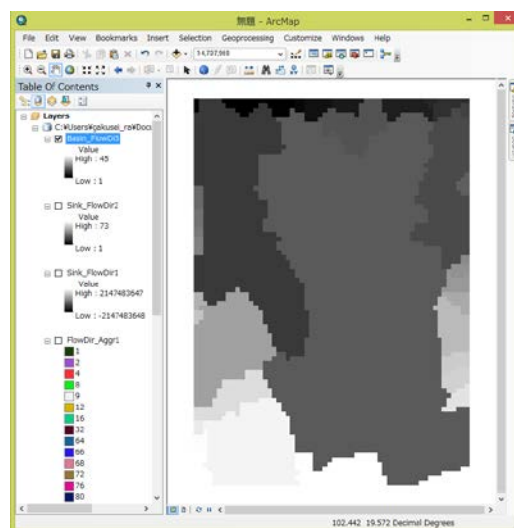 無題 - ArcMap
File Edit View Bookmarks Insert Selection Geoprocessing Customize Windows Help
Table Of Contents
Layers
Basin_FlowDi
Value
High : 45
Low : 1
Sink_FlowDir2
Value
High : 73
Low : 1
Sink_FlowDir1
Value
High : 2147483647
Low : -2147483648
FlowDir_Aggr1
1
2
4
8
9
12
16
32
64
66
68
72
76
80
102.442 19.572 Decimal Degrees